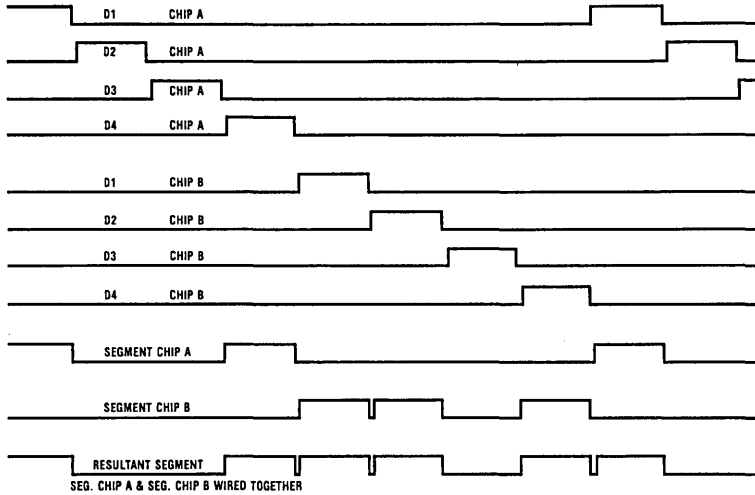 D1 CHIP A
D2 CHIP A
D3 CHIP A
D4 CHIP A
D1 CHIP B
D2 CHIP B
D3 CHIP B
D4 CHIP B
SEGMENT CHIP A
SEGMENT CHIP B
RESULTANT SEGMENT
SEG. CHIP A & SEG. CHIP B WIRED TOGETHER